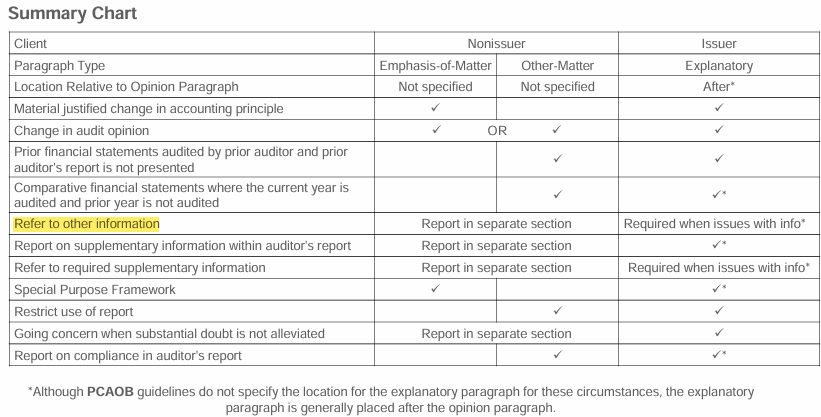 Summary Chart
Client Nonissuer Issuer
Paragraph Type Emphasis-of-Matter Other-Matter Explanatory
Location Relative to Opinion Paragraph Not specified Not specified After*
Material justified change in accounting principle ✓ ✓
Change in audit opinion ✓ OR ✓ ✓
Prior financial statements audited by prior auditor and prior
auditor's report is not presented ✓ ✓
Comparative financial statements where the current year is
audited and prior year is not audited ✓ ✓*
Refer to other information Report in separate section Required when issues with info*
Report on supplementary information within auditor's report Report in separate section ✓*
Refer to required supplementary information Report in separate section Required when issues with info*
Special Purpose Framework ✓ ✓*
Restrict use of report ✓ ✓
Going concern when substantial doubt is not alleviated Report in separate section ✓
Report on compliance in auditor's report ✓ ✓*
*Although PCAOB guidelines do not specify the location for the explanatory paragraph for these circumstances, the explanatory
paragraph is generally placed after the opinion paragraph.